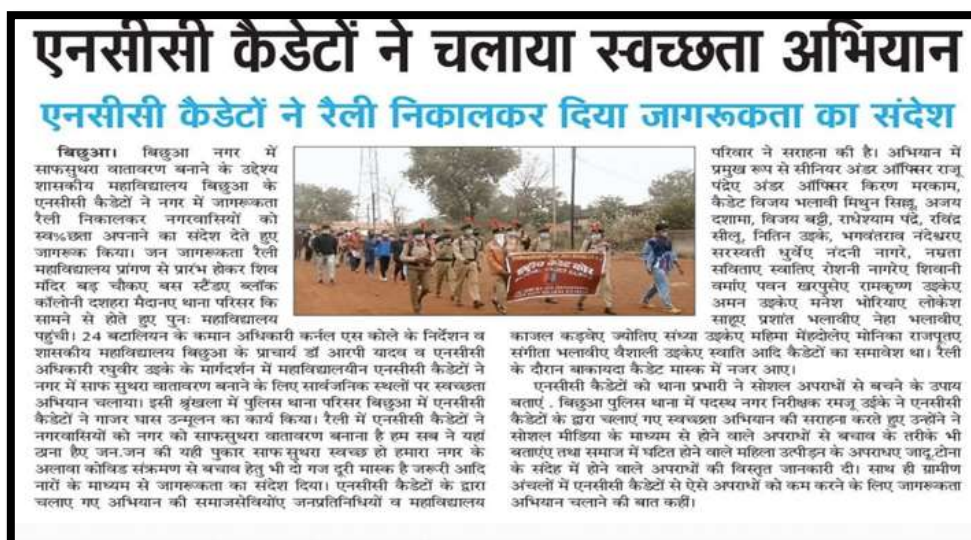 एनसीसी कैडेटों ने चलाया स्वच्छता अभियान
एनसीसी कैडेटों ने रैली निकालकर दिया जागरूकता का संदेश
बिछुआ। बिछुआ नगर में
साफसुथरा वातावरण बनाने के उद्देश्य
शासकीय महाविद्यालय बिछुआ के
एनसीसी कैडेटों ने नगर में जागरूकता
रैली निकालकर नगरवासियों को
स्व%छता अपनाने का संदेश देते हुए
जागरूक किया। जन जागरूकता रैली
महाविद्यालय प्रांगण से प्रारंभ होकर शिव
मंदिर बड़ चौकए बस स्टैंडए ब्लॉक
कॉलोनी दशहरा मैदानए थाना परिसर कि
सामने से होते हुए पुनः महाविद्यालय
पहुंची। 24 बटालियन के कमान अधिकारी कर्नल एस कोले के निर्देशन व
शासकीय महाविद्यालय बिछुआ के प्राचार्य डॉ आरपी यादव व एनसीसी
अधिकारी रघुवीर उइके के मार्गदर्शन में महाविद्यालयीन एनसीसी कैडेटों ने
नगर में साफ सुथरा वातावरण बनाने के लिए सार्वजनिक स्थलों पर स्वच्छता
अभियान चलाया। इसी श्रृंखला में पुलिस थाना परिसर बिछुआ में एनसीसी
कैडेटों ने गाजर घास उन्मूलन का कार्य किया। रैली में एनसीसी कैडेटों ने
नगरवासियों को नगर को साफसुथरा वातावरण बनाना है हम सब ने यहां
ठाना हैए जन.जन की यही पुकार साफ सुथरा स्वच्छ हो हमारा नगर के
अलावा कोविड संक्रमण से बचाव हेतु भी दो गज दूरी मास्क है जरूरी आदि
नारों के माध्यम से जागरूकता का संदेश दिया। एनसीसी कैडेटों के द्वारा
चलाए गए अभियान की समाजसेवियोंए जनप्रतिनिधियों व महाविद्यालय
परिवार ने सराहना की है। अभियान में
प्रमुख रूप से सीनियर अंडर ऑफिसर राजू
पंद्रेए अंडर ऑफिसर किरण मरकाम,
कैडेट विजय भलावी मिथुन सिल्लू, अजय
दशामा, विजय बट्टी, राधेश्याम पंद्रे, रविंद्र
सीलू, नितिन उइके, भगवंतराव नंदेश्वरए
सरस्वती धुर्वेए नंदनी नागरे, नम्रता
सविताए स्वातिए रोशनी नागरेए शिवानी
वर्माए पवन खरपुसेए रामकृष्ण उइकेए
अमन उइकेए मनेश भोरियाए लोकेश
साहूए प्रशांत भलावीए नेहा भलावीए
काजल कड़वेए ज्योतिए संध्या उइकेए महिमा मेंहदोलेए मोनिका राजपूतए
संगीता भलावीए वैशाली उइकेए स्वाति आदि कैडेटों का समावेश था। रैली
के दौरान बाकायदा कैडेट मास्क में नजर आए।
एनसीसी कैडेटों को थाना प्रभारी ने सोशल अपराधों से बचने के उपाय
बताएं . बिछुआ पुलिस थाना में पदस्थ नगर निरीक्षक रमजू उईके ने एनसीसी
कैडेटों के द्वारा चलाएं गए स्वच्छता अभियान की सराहना करते हुए उन्होंने ने
सोशल मीडिया के माध्यम से होने वाले अपराधों से बचाव के तरीके भी
बताएंए तथा समाज में घटित होने वाले महिला उत्पीड़न के अपराधए जादू.टोना
के संदेह में होने वाले अपराधों की विस्तृत जानकारी दी। साथ ही ग्रामीण
अंचलों में एनसीसी कैडेटों से ऐसे अपराधों को कम करने के लिए जागरूकता
अभियान चलाने की बात कहीं।